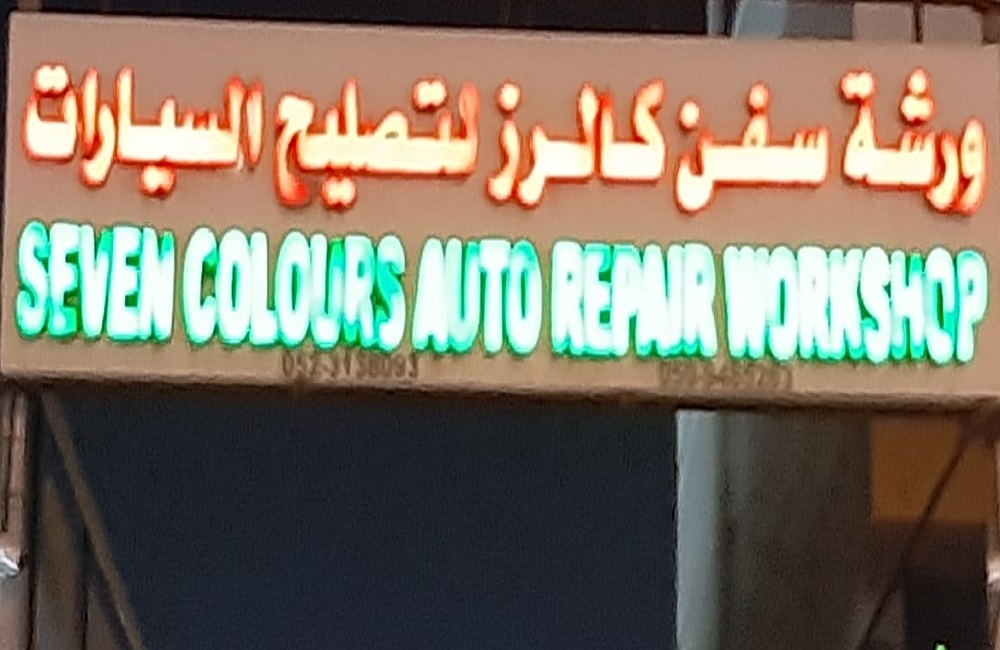 ورشة سفن كالرز لتصليح السيارات
SEVEN COLOURS AUTO REPAIR WORKSHOP